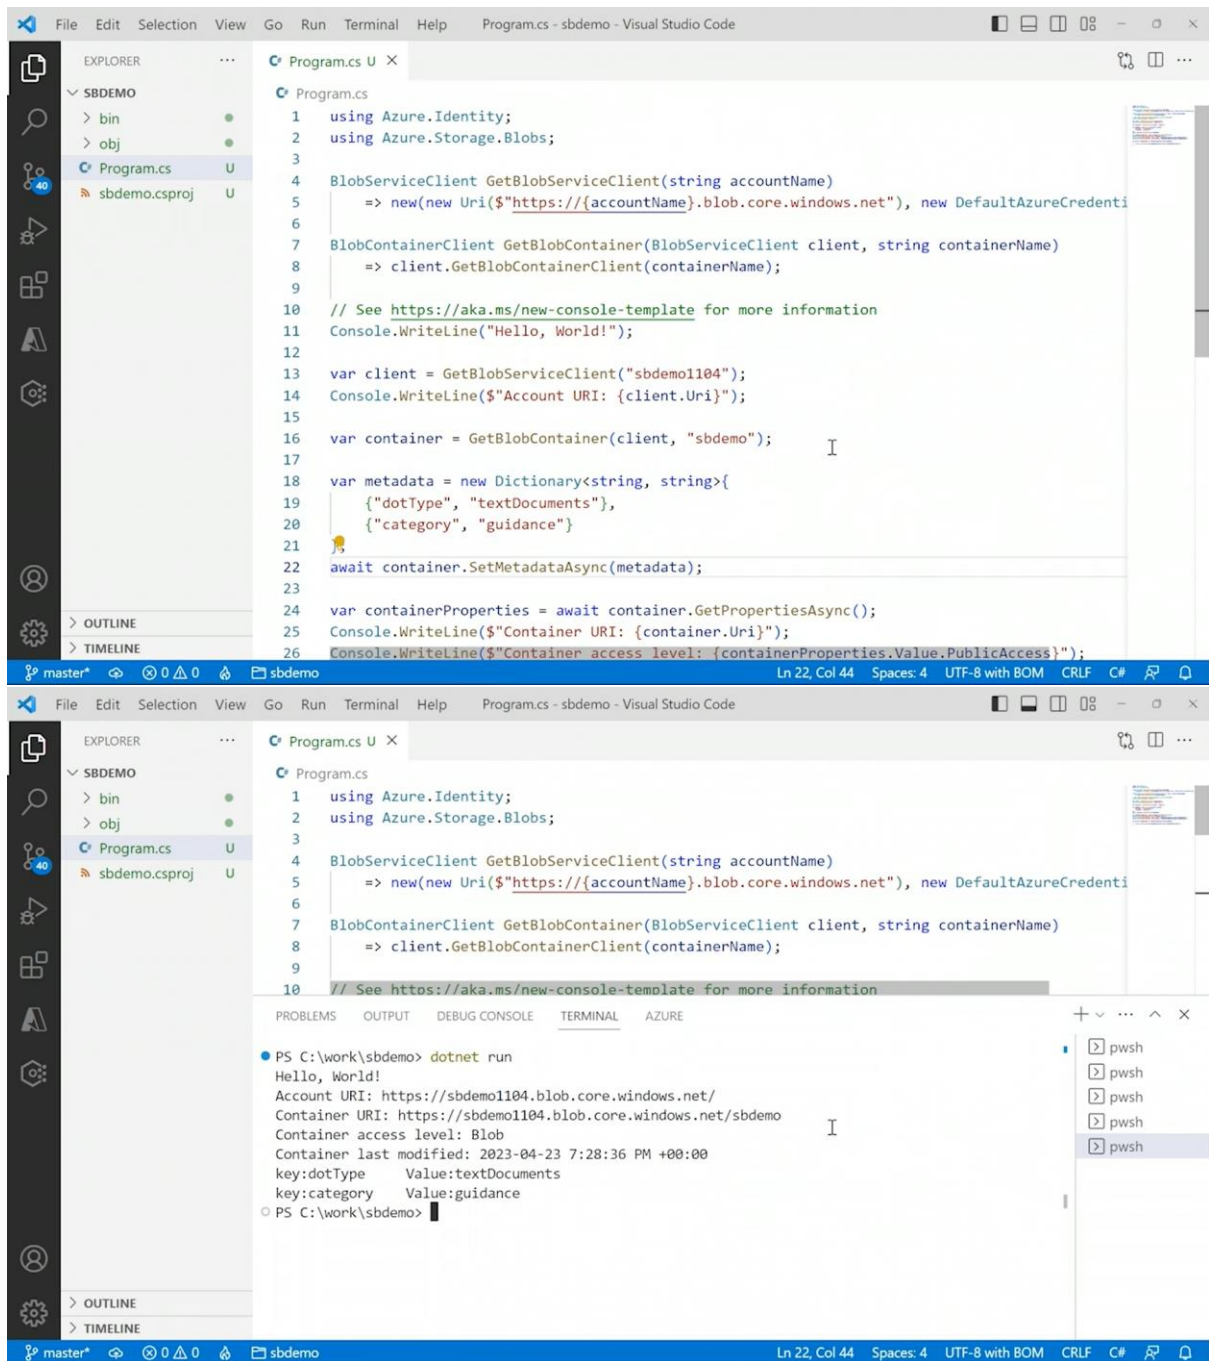 File Edit Selection View Go Run Terminal Help Program.cs - sbdemo - Visual Studio Code
EXPLORER ··· Program.cs U
SBDEMO
bin
obj
Program.cs U
sbdemo.csproj U
40
OUTLINE
TIMELINE
Program.cs
1 using Azure.Identity;
2 using Azure.Storage.Blobs;
3
4 BlobServiceClient GetBlobServiceClient(string accountName)
5 => new(new Uri($"https://{accountName}.blob.core.windows.net"), new DefaultAzureCredenti
6
7 BlobContainerClient GetBlobContainer(BlobServiceClient client, string containerName)
8 => client.GetBlobContainerClient(containerName);
9
10 // See https://aka.ms/new-console-template for more information
11 Console.WriteLine("Hello, World!");
12
13 var client = GetBlobServiceClient("sbdemo1104");
14 Console.WriteLine($"Account URI: {client.Uri}");
15
16 var container = GetBlobContainer(client, "sbdemo");
17
18 var metadata = new Dictionary<string, string>{
19 {"dotType", "textDocuments"},
20 {"category", "guidance"}
21 };
22 await container.SetMetadataAsync(metadata);
23
24 var containerProperties = await container.GetPropertiesAsync();
25 Console.WriteLine($"Container URI: {container.Uri}");
26 Console.WriteLine($"Container access level: {containerProperties.Value.PublicAccess}");
master* 0 0 sbdemo Ln 22, Col 44 Spaces: 4 UTF-8 with BOM CRLF C#
File Edit Selection View Go Run Terminal Help Program.cs - sbdemo - Visual Studio Code
EXPLORER ··· Program.cs U
SBDEMO
bin
obj
Program.cs U
sbdemo.csproj U
40
OUTLINE
TIMELINE
Program.cs
1 using Azure.Identity;
2 using Azure.Storage.Blobs;
3
4 BlobServiceClient GetBlobServiceClient(string accountName)
5 => new(new Uri($"https://{accountName}.blob.core.windows.net"), new DefaultAzureCredenti
6
7 BlobContainerClient GetBlobContainer(BlobServiceClient client, string containerName)
8 => client.GetBlobContainerClient(containerName);
9
10 // See https://aka.ms/new-console-template for more information
PROBLEMS OUTPUT DEBUG CONSOLE TERMINAL AZURE
PS C:\work\sbdemo> dotnet run
Hello, World!
Account URI: https://sbdemo1104.blob.core.windows.net/
Container URI: https://sbdemo1104.blob.core.windows.net/sbdemo
Container access level: Blob
Container last modified: 2023-04-23 7:28:36 PM +00:00
key:dotType Value:textDocuments
key:category Value:guidance
PS C:\work\sbdemo>
pwsh
pwsh
pwsh
pwsh
pwsh
master* 0 0 sbdemo Ln 22, Col 44 Spaces: 4 UTF-8 with BOM CRLF C#